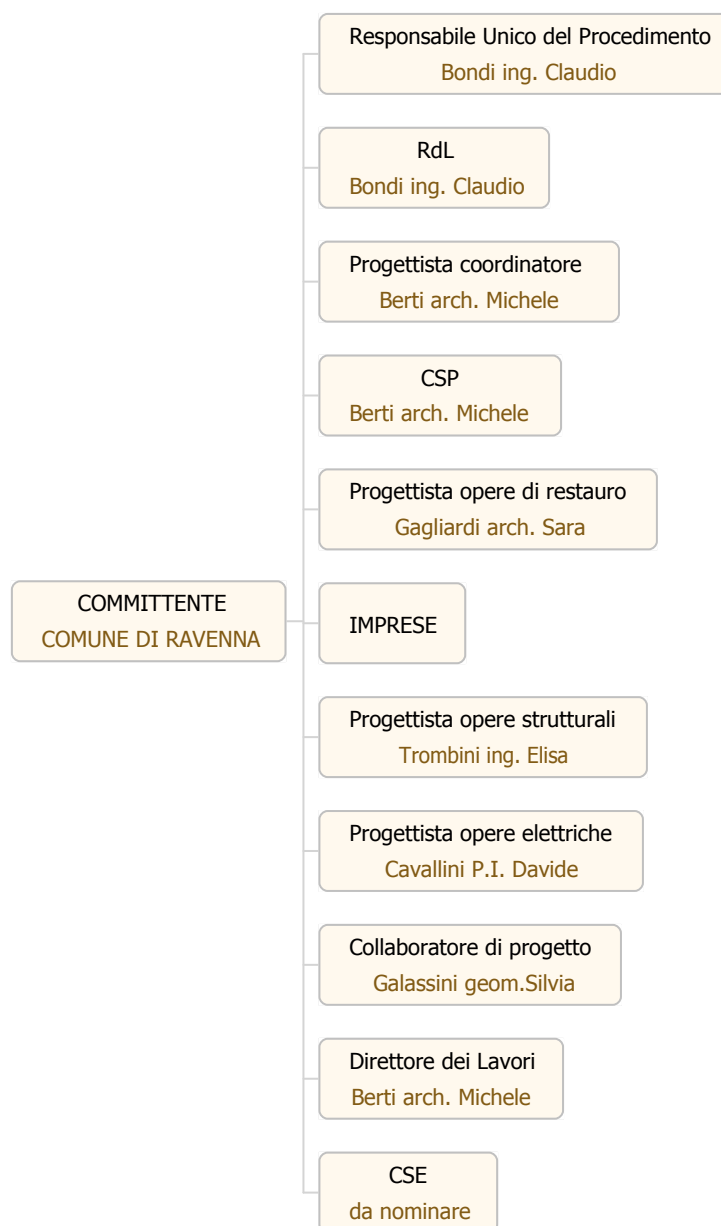 Responsabile Unico del Procedimento
Bondi ing. Claudio
RdL
Bondi ing. Claudio
Progettista coordinatore
Berti arch. Michele
CSP
Berti arch. Michele
Progettista opere di restauro
Gagliardi arch. Sara
COMMITTENTE
COMUNE DI RAVENNA
IMPRESE
Progettista opere strutturali
Trombini ing. Elisa
Progettista opere elettriche
Cavallini P.I. Davide
Collaboratore di progetto
Galassini geom.Silvia
Direttore dei Lavori
Berti arch. Michele
CSE
da nominare